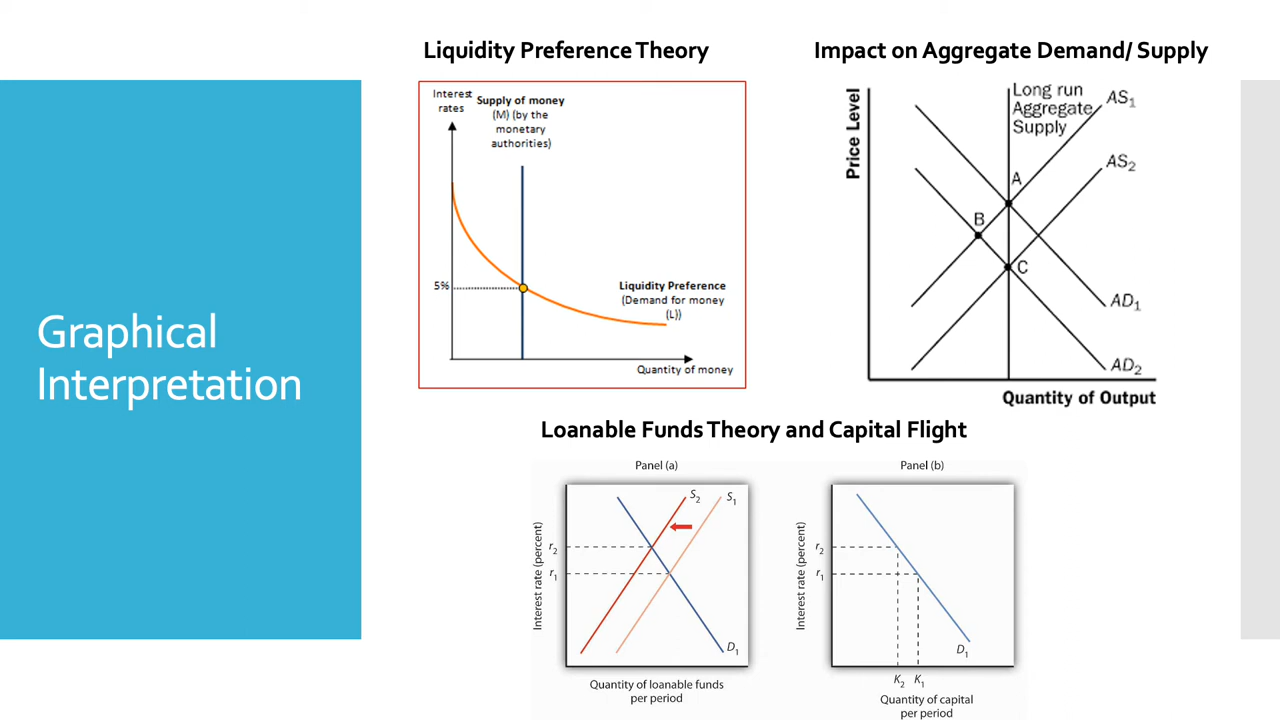 Graphical
Interpretation
Liquidity Preference Theory
Interest
rates
Supply of money
(M) (by the
monetary
authorities)
5%
Liquidity Preference
(Demand for money
(L))
Quantity of money
Impact on Aggregate Demand/ Supply
Price Level
Long run
Aggregate
Supply
AS1
AS2
A
B
C
AD1
AD2
Quantity of Output
Loanable Funds Theory and Capital Flight
Panel (a)
Interest rate (percent)
S2
S1
r2
r1
D1
Quantity of loanable funds
per period
Panel (b)
Interest rate (percent)
r2
r1
D1
K2
K1
Quantity of capital
per period